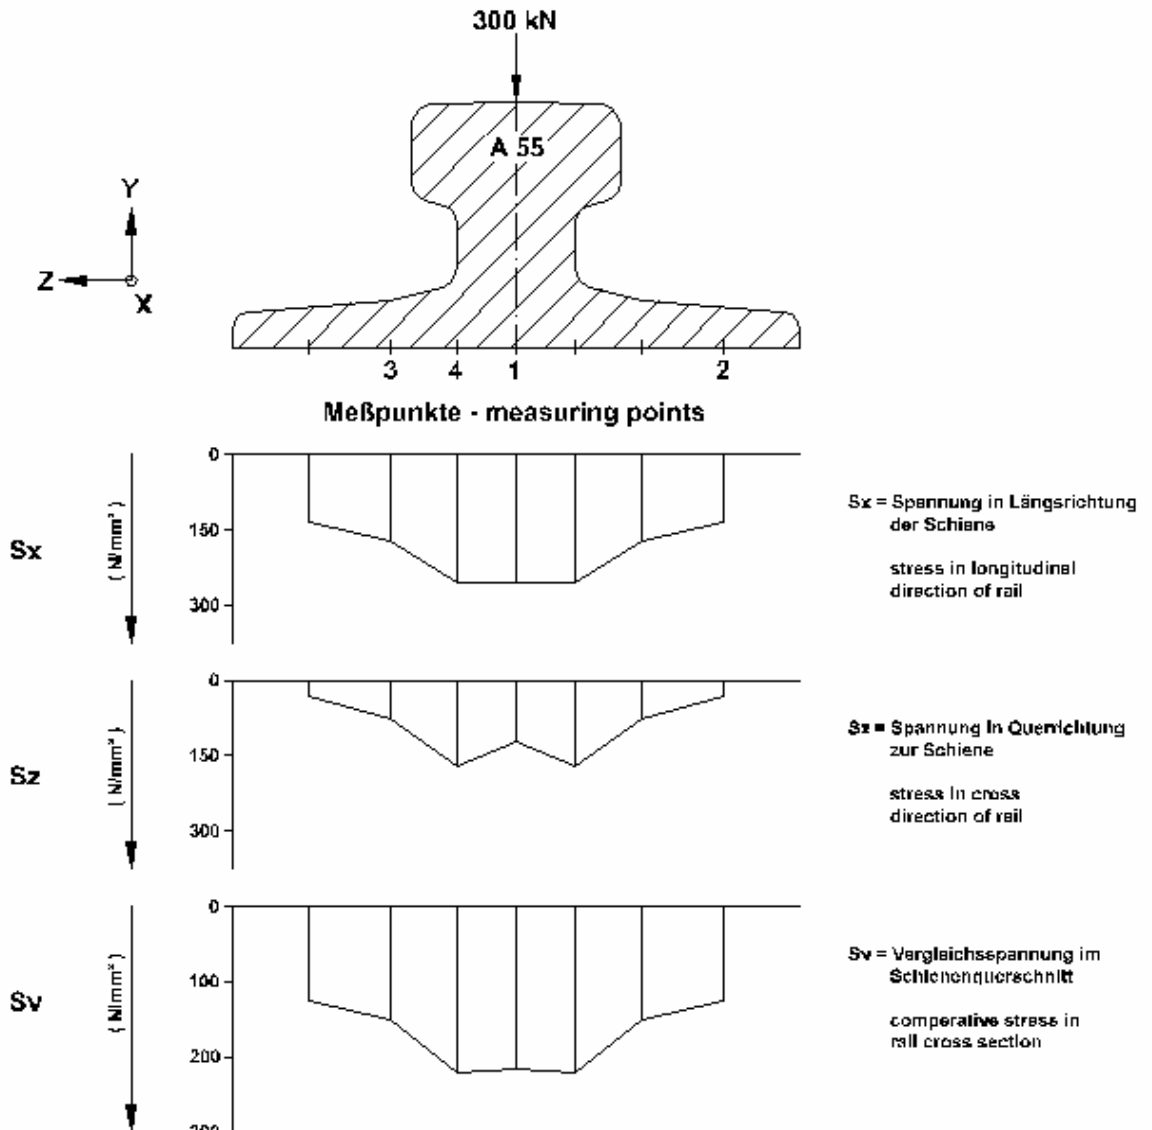 300 kN
A 55
Y
Z
X
3 4 1 2
Meßpunkte - measuring points
0
150
300
Sx
( N/mm² )
Sx = Spannung in Längsrichtung
der Schiene
stress in longitudinal
direction of rail
0
150
300
Sz
( N/mm² )
Sz = Spannung in Querrichtung
zur Schiene
stress in cross
direction of rail
0
100
200
300
Sv
( N/mm² )
Sv = Vergleichsspannung im
Schienenquerschnitt
comperative stress in
rail cross section